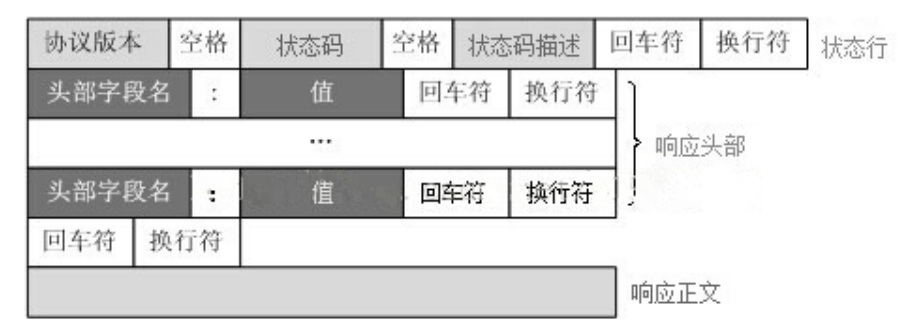 协议版本 空格 状态码 空格 状态码描述 回车符 换行符 状态行
头部字段名 : 值 回车符 换行符
... 响应头部
头部字段名 : 值 回车符 换行符
回车符 换行符
响应正文